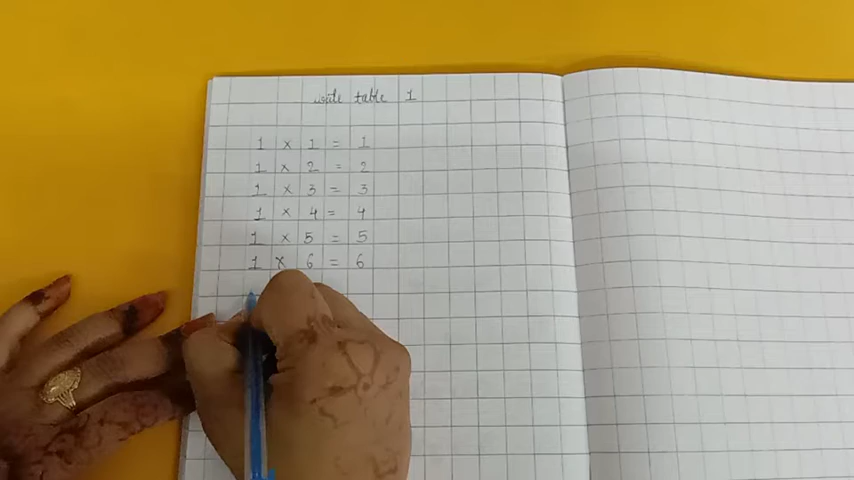 write table 1
1 x 1 = 1
1 x 2 = 2
1 x 3 = 3
1 x 4 = 4
1 x 5 = 5
1 x 6 = 6